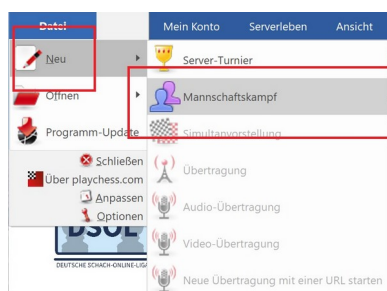 Datei
Mein Konto Serverleben Ansicht
Neu
Öffnen
Programm-Update
Schließen
Über playchess.com
Anpassen
Optionen
Server-Turnier
Mannschaftskampf
Simultanvorstellung
Übertragung
Audio-Übertragung
Video-Übertragung
Neue Übertragung mit einer URL starten
DSOL
DEUTSCHE SCHACH-ONLINE-LIGA